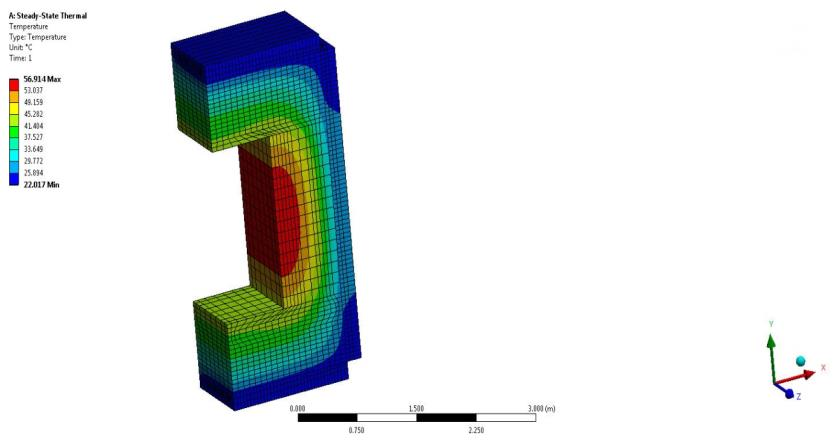 A: Steady-State Thermal
Temperature
Type: Temperature
Unit: °C
Time: 1
56.914 Max
53.037
49.159
45.282
41.404
37.527
33.649
29.772
25.894
22.017 Min
0.000
1.500
3.000 (m)
0.750
2.250
Y
X
Z